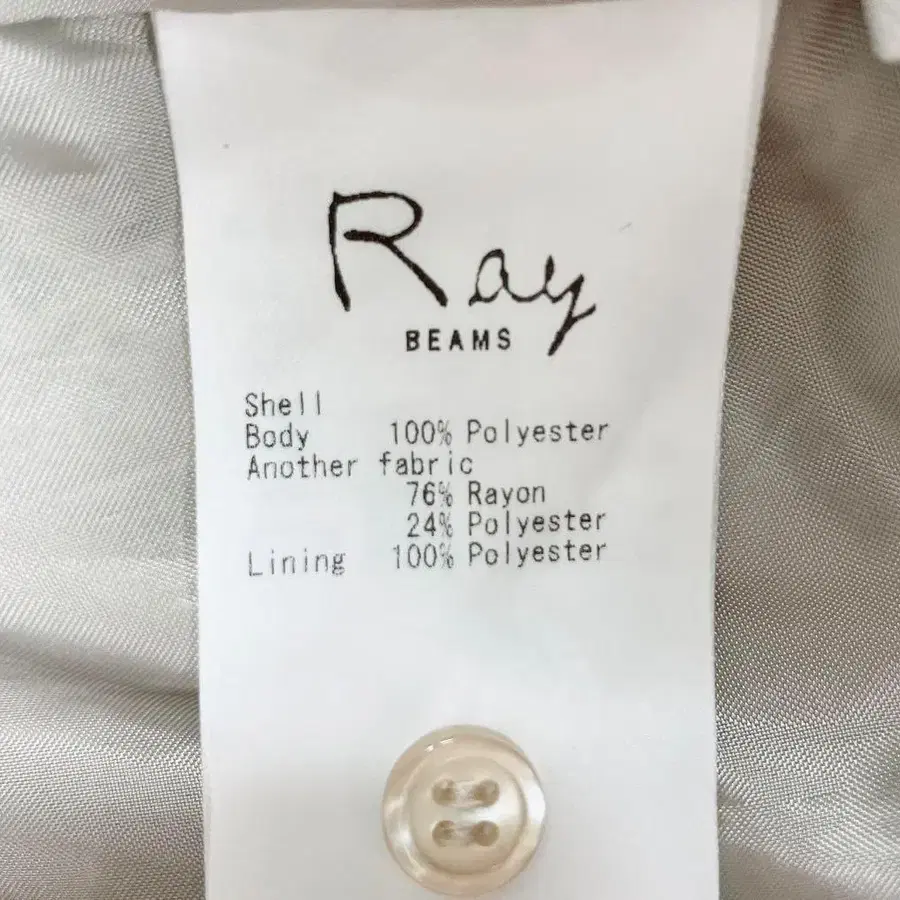 Ray
BEAMS
Shell
Body 100% Polyester
Another fabric
76% Rayon
24% Polyester
Lining 100% Polyester